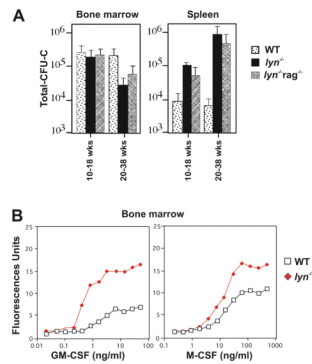 A
Bone marrow
Spleen
Total-CFU-C
10⁶
10⁵
10⁴
10³
10-18 wks
20-38 wks
10⁶
10⁵
10⁴
10³
10-18 wks
20-38 wks
WT
lyn⁻/⁻
lyn⁻/⁻rag⁻/⁻
B
Bone marrow
Fluorescences Units
25
20
15
10
5
0
0.02
0.1
1
10
100
GM-CSF (ng/ml)
25
20
15
10
5
0
0.1
1
10
100
1000
M-CSF (ng/ml)
WT
lyn⁻/⁻